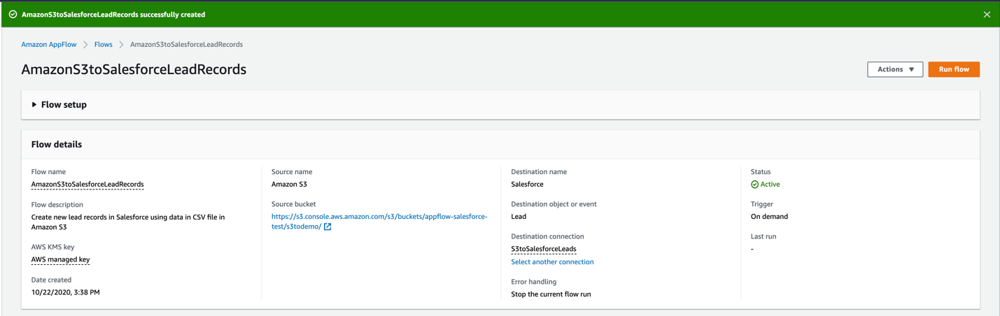 AmazonS3toSalesforceLeadRecords successfully created
Amazon AppFlow
Flows
AmazonS3toSalesforceLeadRecords
AmazonS3toSalesforceLeadRecords
Actions
Run flow
Flow setup
Flow details
Flow name
AmazonS3toSalesforceLeadRecords
Flow description
Create new lead records in Salesforce using data in CSV file in
Amazon S3
AWS KMS key
AWS managed key
Date created
10/22/2020, 3:38 PM
Source name
Amazon S3
Source bucket
https://s3.console.aws.amazon.com/s3/buckets/appflow-salesforce-
test/s3todemo/
Destination name
Salesforce
Destination object or event
Lead
Destination connection
S3toSalesforceLeads
Select another connection
Error handling
Stop the current flow run
Status
Active
Trigger
On demand
Last run
-